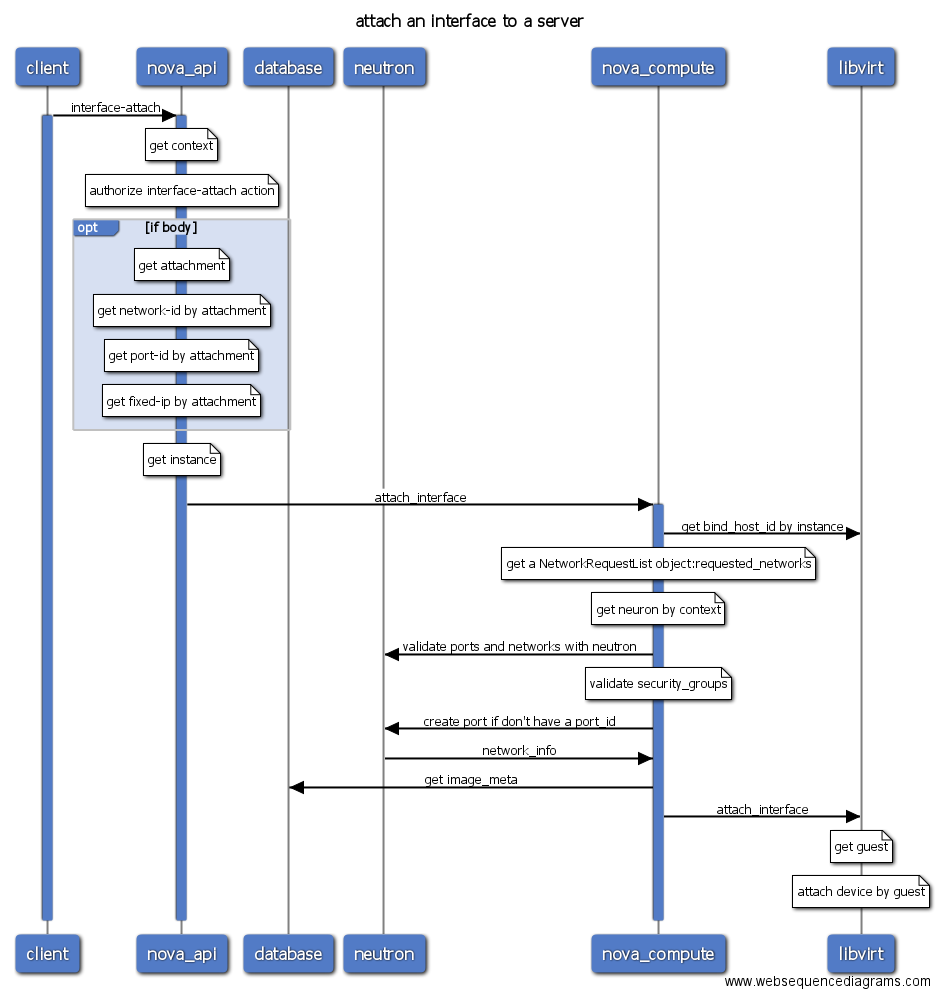 attach an interface to a server
client nova_api database neutron nova_compute libvirt
interface-attach
get context
authorize interface-attach action
opt [if body]
get attachment
get network-id by attachment
get port-id by attachment
get fixed-ip by attachment
get instance
attach_interface
get bind_host_id by instance
get a NetworkRequestList object:requested_networks
get neuron by context
validate ports and networks with neutron
validate security_groups
create port if don't have a port_id
network_info
get image_meta
attach_interface
get guest
attach device by guest
client nova_api database neutron nova_compute libvirt
www.websequencediagrams.com